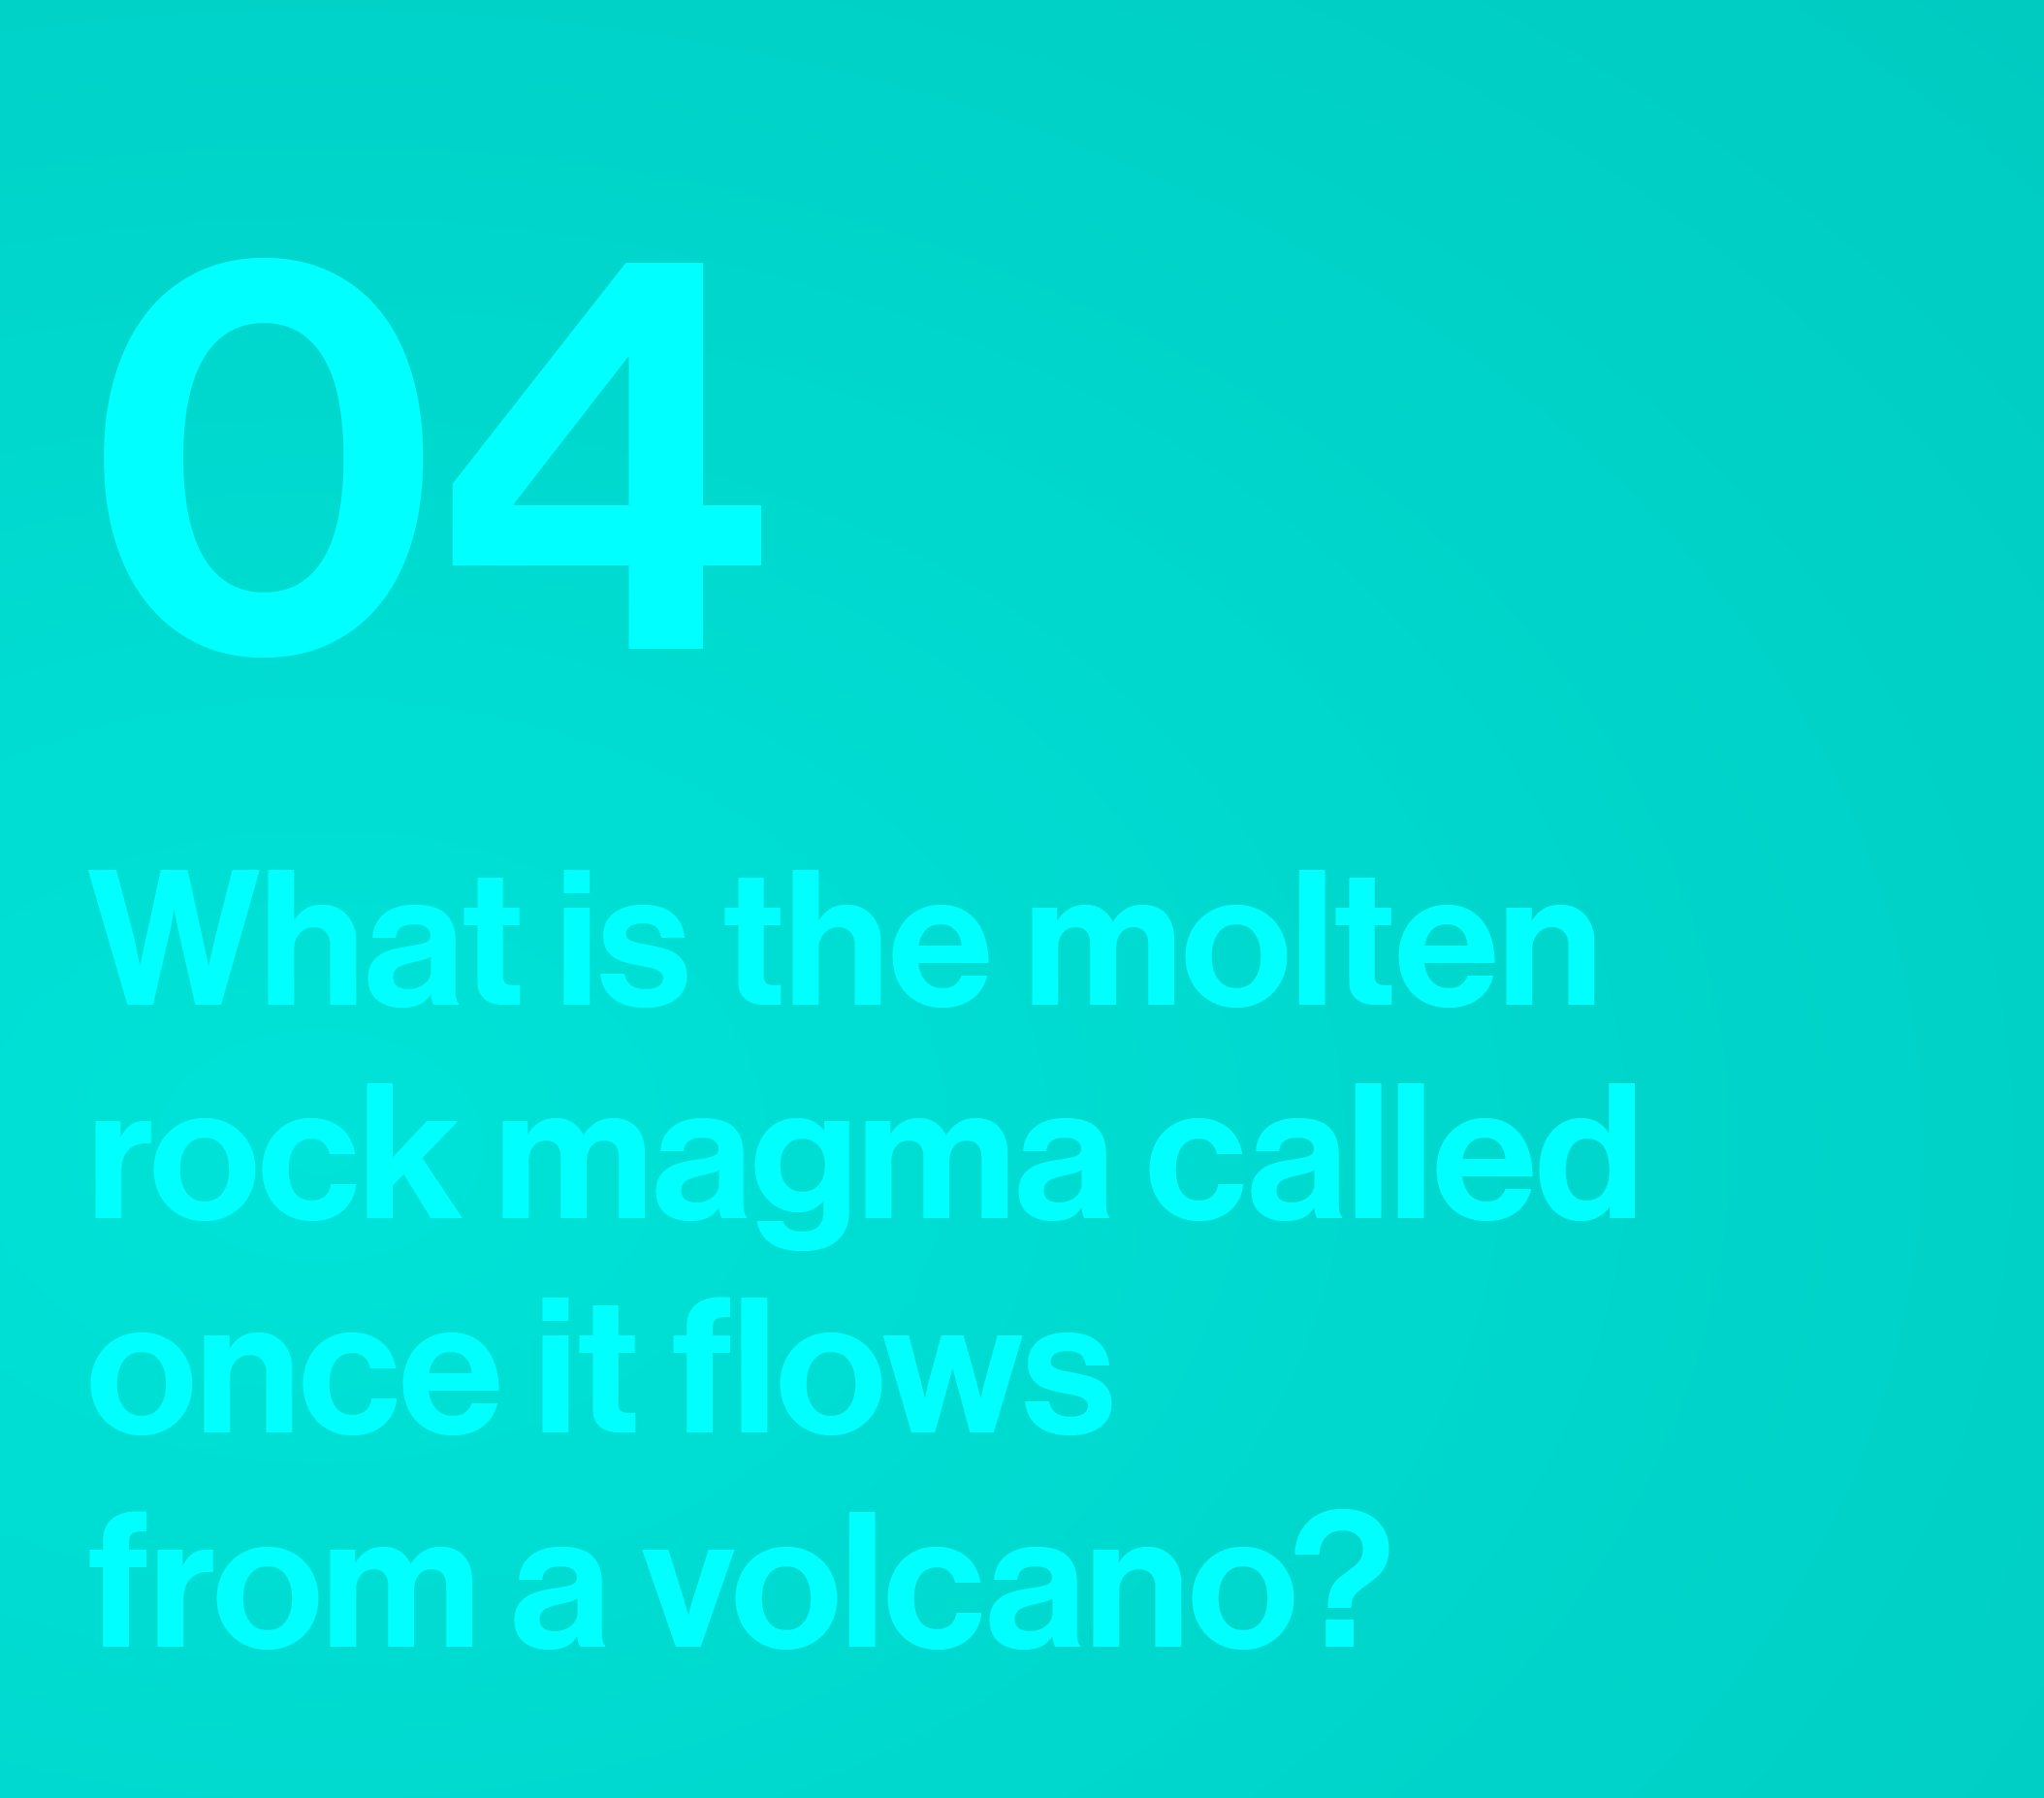 04
What is the molten
rock magma called
once it flows
from a volcano?